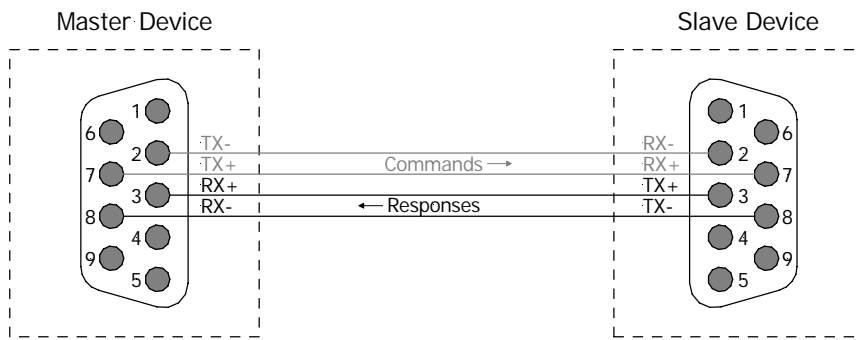 Master Device
Slave Device
1
6
TX-
RX-
1
6
2
TX+
Commands →
RX+
2
7
RX+
TX+
7
3
RX-
← Responses
TX-
3
8
8
4
4
9
9
5
5